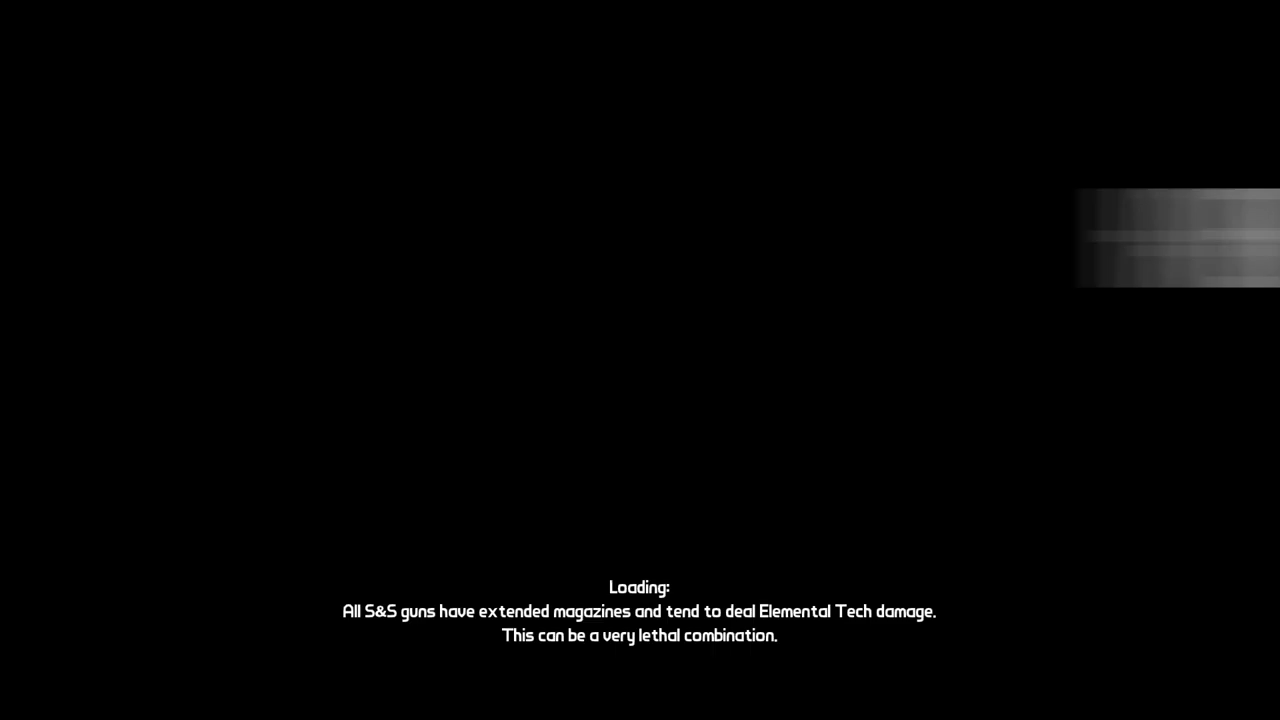 Loading:
All S&S guns have extended magazines and tend to deal Elemental Tech damage.
This can be a very lethal combination.